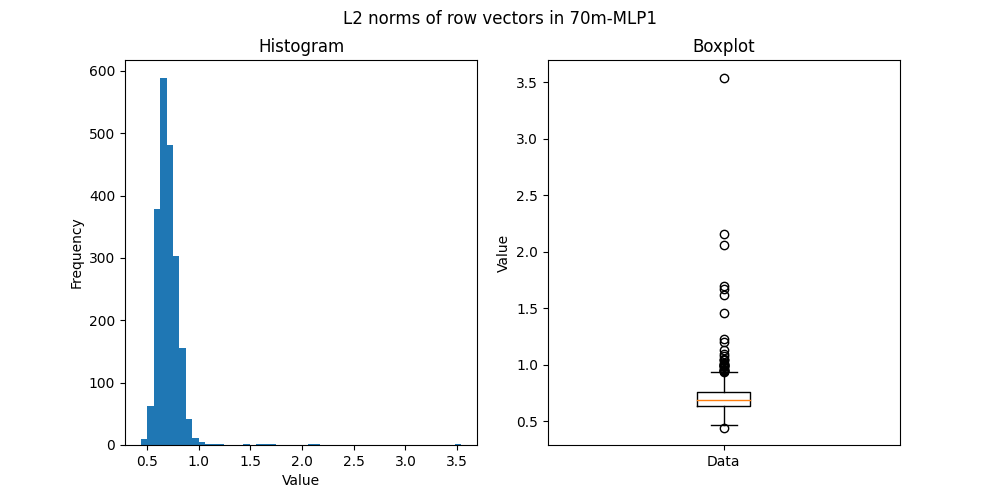 L2 norms of row vectors in 70m-MLP1
Histogram
Frequency
600
500
400
300
200
100
0
0.5 1.0 1.5 2.0 2.5 3.0 3.5
Value
Boxplot
Value
3.5
3.0
2.5
2.0
1.5
1.0
0.5
Data